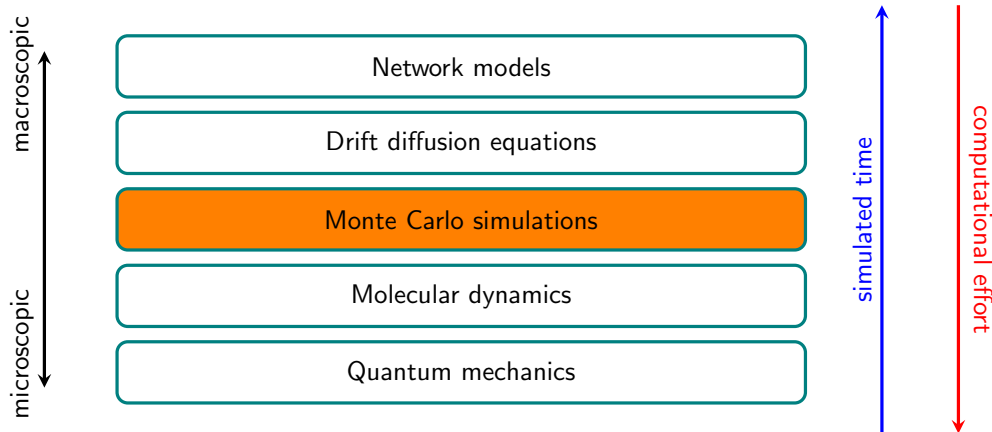 macroscopic
microscopic
Network models
Drift diffusion equations
Monte Carlo simulations
Molecular dynamics
Quantum mechanics
simulated time
computational effort